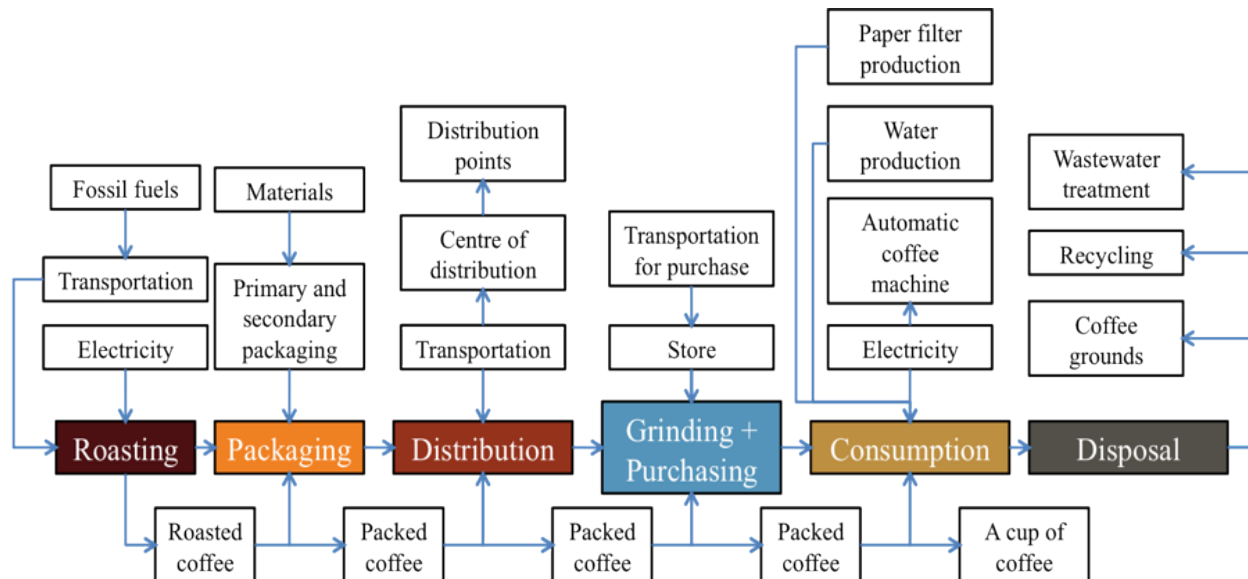 Paper filter
production
Distribution
points
Water
production
Wastewater
treatment
Fossil fuels
Materials
Transportation
Centre of
distribution
Transportation
for purchase
Automatic
coffee
machine
Recycling
Primary and
secondary
packaging
Electricity
Transportation
Store
Electricity
Coffee
grounds
Roasting
Packaging
Distribution
Grinding +
Purchasing
Consumption
Disposal
Roasted
coffee
Packed
coffee
Packed
coffee
Packed
coffee
A cup of
coffee